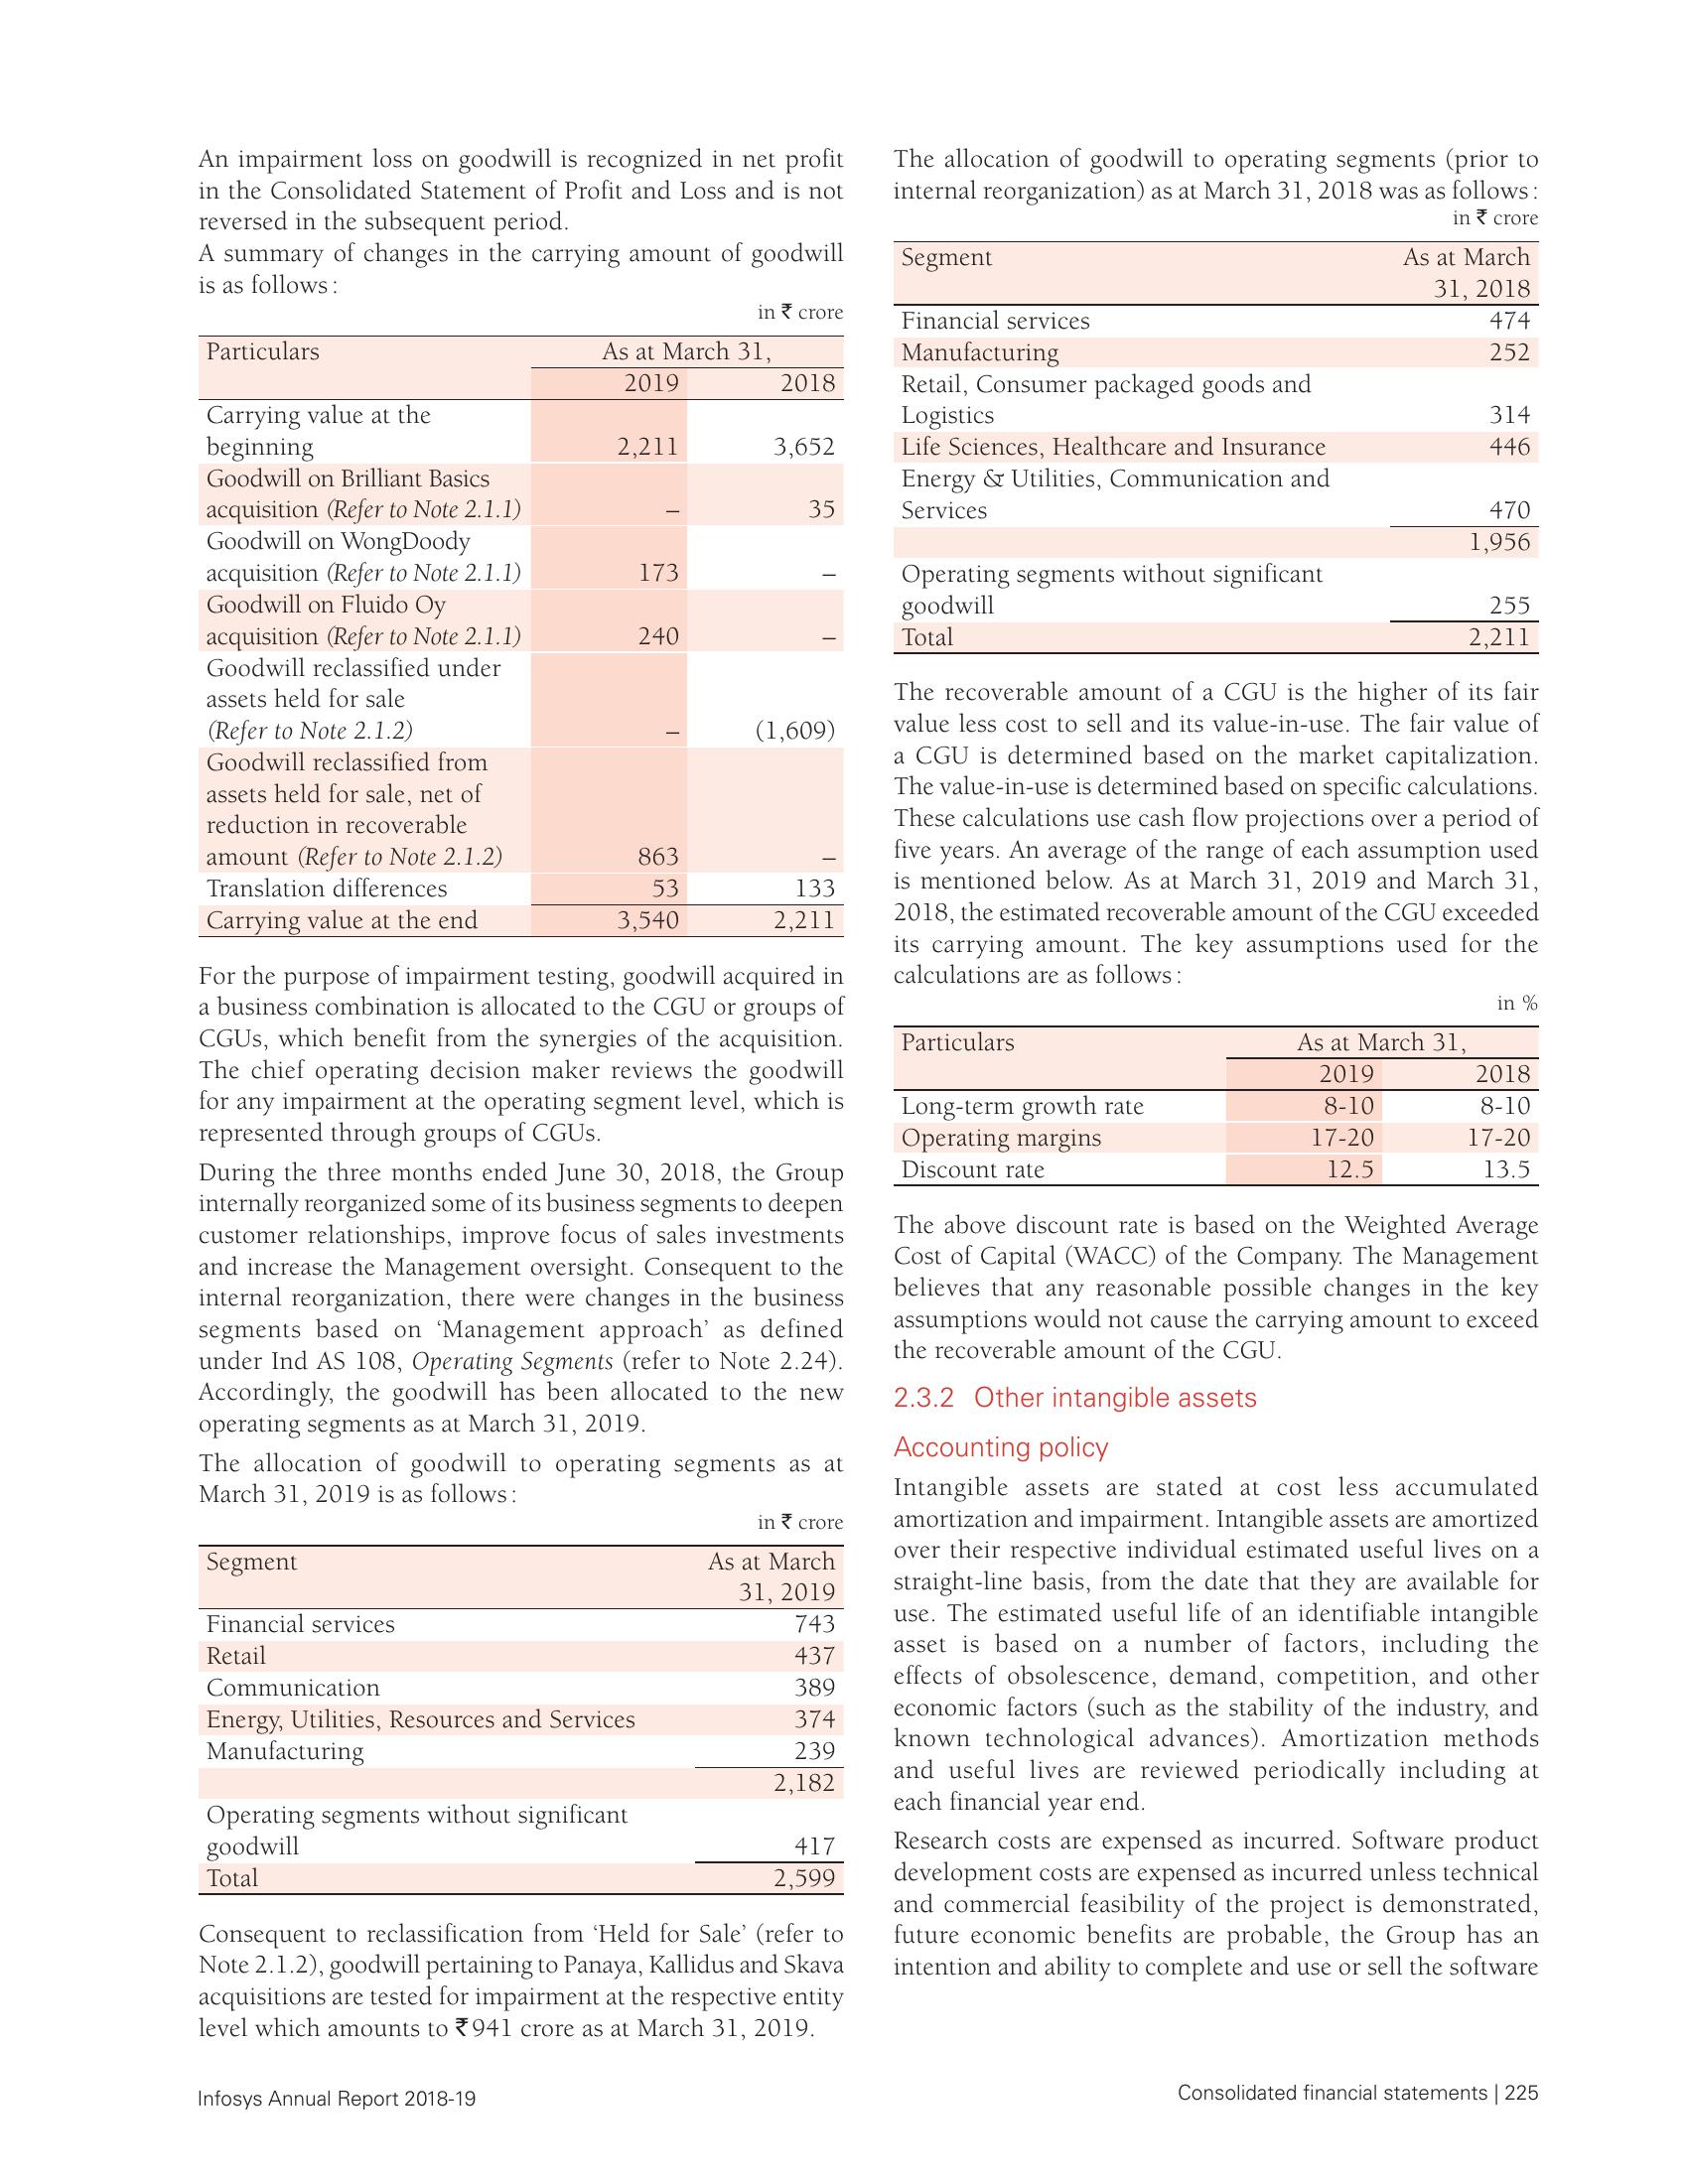 An impairment loss on goodwill is recognized in net profit
in the Consolidated Statement of Profit and Loss and is not
reversed in the subsequent period.
A summary of changes in the carrying amount of goodwill
is as follows:
in ₹ crore
Particulars As at March 31,
2019 2018
Carrying value at the
beginning 2,211 3,652
Goodwill on Brilliant Basics
acquisition (Refer to Note 2.1.1) – 35
Goodwill on WongDoody
acquisition (Refer to Note 2.1.1) 173 –
Goodwill on Fluido Oy
acquisition (Refer to Note 2.1.1) 240 –
Goodwill reclassified under
assets held for sale
(Refer to Note 2.1.2) – (1,609)
Goodwill reclassified from
assets held for sale, net of
reduction in recoverable
amount (Refer to Note 2.1.2) 863 –
Translation differences 53 133
Carrying value at the end 3,540 2,211
For the purpose of impairment testing, goodwill acquired in
a business combination is allocated to the CGU or groups of
CGUs, which benefit from the synergies of the acquisition.
The chief operating decision maker reviews the goodwill
for any impairment at the operating segment level, which is
represented through groups of CGUs.
During the three months ended June 30, 2018, the Group
internally reorganized some of its business segments to deepen
customer relationships, improve focus of sales investments
and increase the Management oversight. Consequent to the
internal reorganization, there were changes in the business
segments based on ‘Management approach’ as defined
under Ind AS 108, Operating Segments (refer to Note 2.24).
Accordingly, the goodwill has been allocated to the new
operating segments as at March 31, 2019.
The allocation of goodwill to operating segments as at
March 31, 2019 is as follows:
in ₹ crore
Segment As at March
31, 2019
Financial services 743
Retail 437
Communication 389
Energy, Utilities, Resources and Services 374
Manufacturing 239
2,182
Operating segments without significant
goodwill 417
Total 2,599
Consequent to reclassification from ‘Held for Sale’ (refer to
Note 2.1.2), goodwill pertaining to Panaya, Kallidus and Skava
acquisitions are tested for impairment at the respective entity
level which amounts to ₹941 crore as at March 31, 2019.
The allocation of goodwill to operating segments (prior to
internal reorganization) as at March 31, 2018 was as follows:
in ₹ crore
Segment As at March
31, 2018
Financial services 474
Manufacturing 252
Retail, Consumer packaged goods and
Logistics 314
Life Sciences, Healthcare and Insurance 446
Energy & Utilities, Communication and
Services 470
1,956
Operating segments without significant
goodwill 255
Total 2,211
The recoverable amount of a CGU is the higher of its fair
value less cost to sell and its value-in-use. The fair value of
a CGU is determined based on the market capitalization.
The value-in-use is determined based on specific calculations.
These calculations use cash flow projections over a period of
five years. An average of the range of each assumption used
is mentioned below. As at March 31, 2019 and March 31,
2018, the estimated recoverable amount of the CGU exceeded
its carrying amount. The key assumptions used for the
calculations are as follows:
in %
Particulars As at March 31,
2019 2018
Long-term growth rate 8-10 8-10
Operating margins 17-20 17-20
Discount rate 12.5 13.5
The above discount rate is based on the Weighted Average
Cost of Capital (WACC) of the Company. The Management
believes that any reasonable possible changes in the key
assumptions would not cause the carrying amount to exceed
the recoverable amount of the CGU.
2.3.2 Other intangible assets
Accounting policy
Intangible assets are stated at cost less accumulated
amortization and impairment. Intangible assets are amortized
over their respective individual estimated useful lives on a
straight-line basis, from the date that they are available for
use. The estimated useful life of an identifiable intangible
asset is based on a number of factors, including the
effects of obsolescence, demand, competition, and other
economic factors (such as the stability of the industry, and
known technological advances). Amortization methods
and useful lives are reviewed periodically including at
each financial year end.
Research costs are expensed as incurred. Software product
development costs are expensed as incurred unless technical
and commercial feasibility of the project is demonstrated,
future economic benefits are probable, the Group has an
intention and ability to complete and use or sell the software
Infosys Annual Report 2018-19
Consolidated financial statements | 225